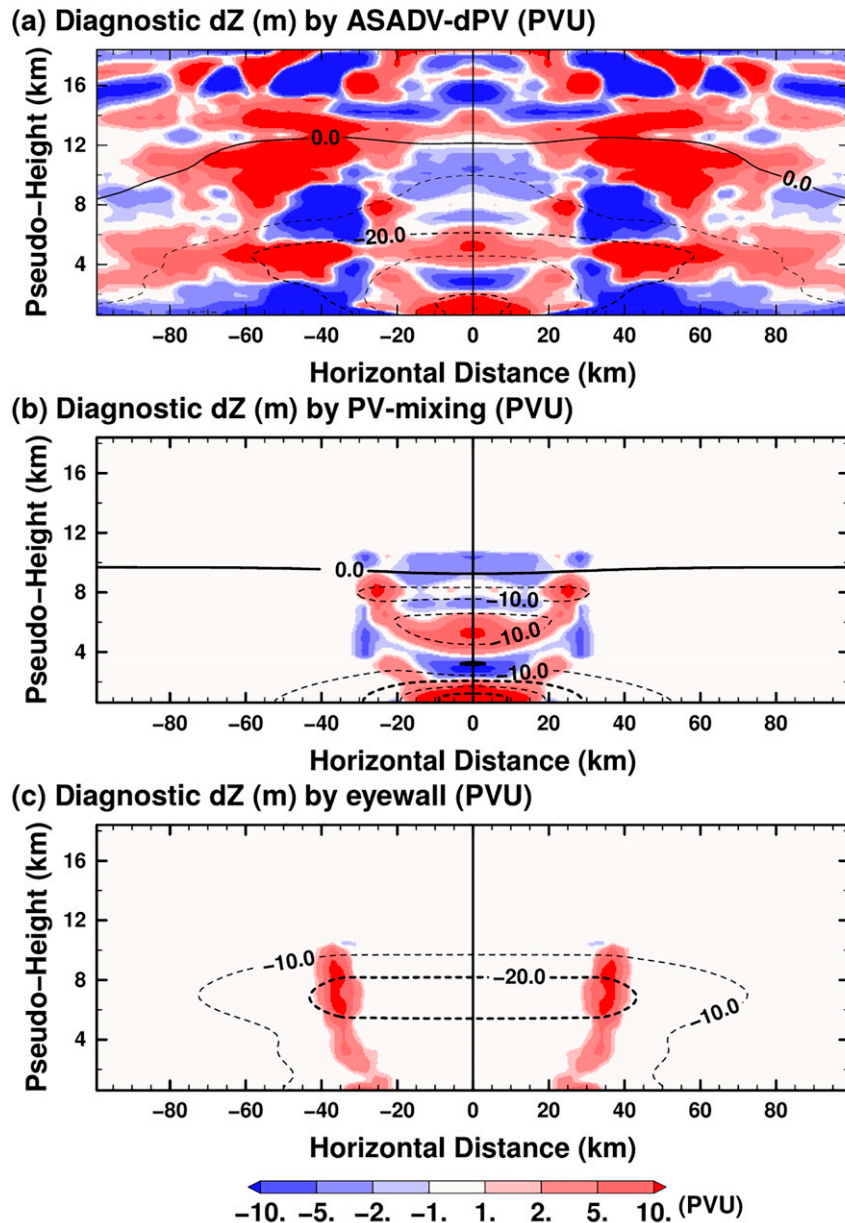 (a) Diagnostic dZ (m) by ASADV-dPV (PVU)
Pseudo-Height (km)
16
12
8
4
0.0
0.0
-20.0
-80 -60 -40 -20 0 20 40 60 80
Horizontal Distance (km)
(b) Diagnostic dZ (m) by PV-mixing (PVU)
Pseudo-Height (km)
16
12
8
4
0.0
-10.0
-10.0
-10.0
-80 -60 -40 -20 0 20 40 60 80
Horizontal Distance (km)
(c) Diagnostic dZ (m) by eyewall (PVU)
Pseudo-Height (km)
16
12
8
4
-10.0
-20.0
-10.0
-80 -60 -40 -20 0 20 40 60 80
Horizontal Distance (km)
-10. -5. -2. -1. 1. 2. 5. 10. (PVU)